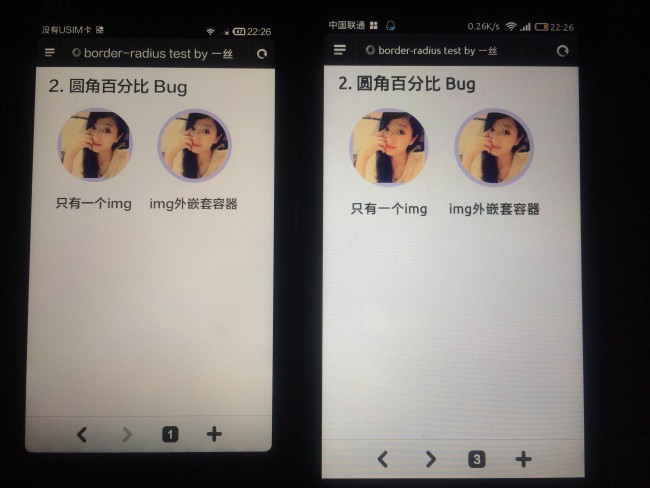 没有USIM卡 22:26
border-radius test by 一丝
2. 圆角百分比 Bug
只有一个img img外嵌套容器
1
中国联通 0.26K/s 22:26
border-radius test by 一丝
2. 圆角百分比 Bug
只有一个img img外嵌套容器
3